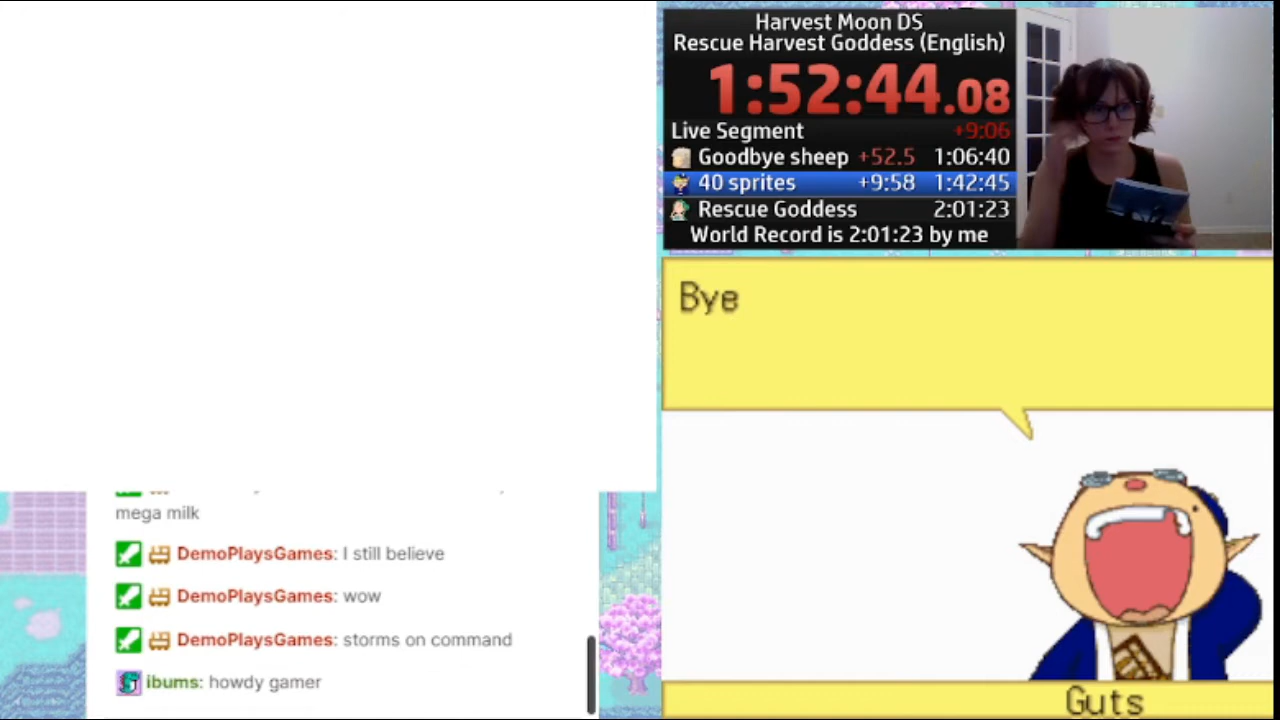 Harvest Moon DS
Rescue Harvest Goddess (English)
1:52:44.08
Live Segment +9:06
Goodbye sheep +52.5 1:06:40
40 sprites +9:58 1:42:45
Rescue Goddess 2:01:23
World Record is 2:01:23 by me
Bye
Guts
mega milk
DemoPlaysGames: I still believe
DemoPlaysGames: wow
DemoPlaysGames: storms on command
ibums: howdy gamer